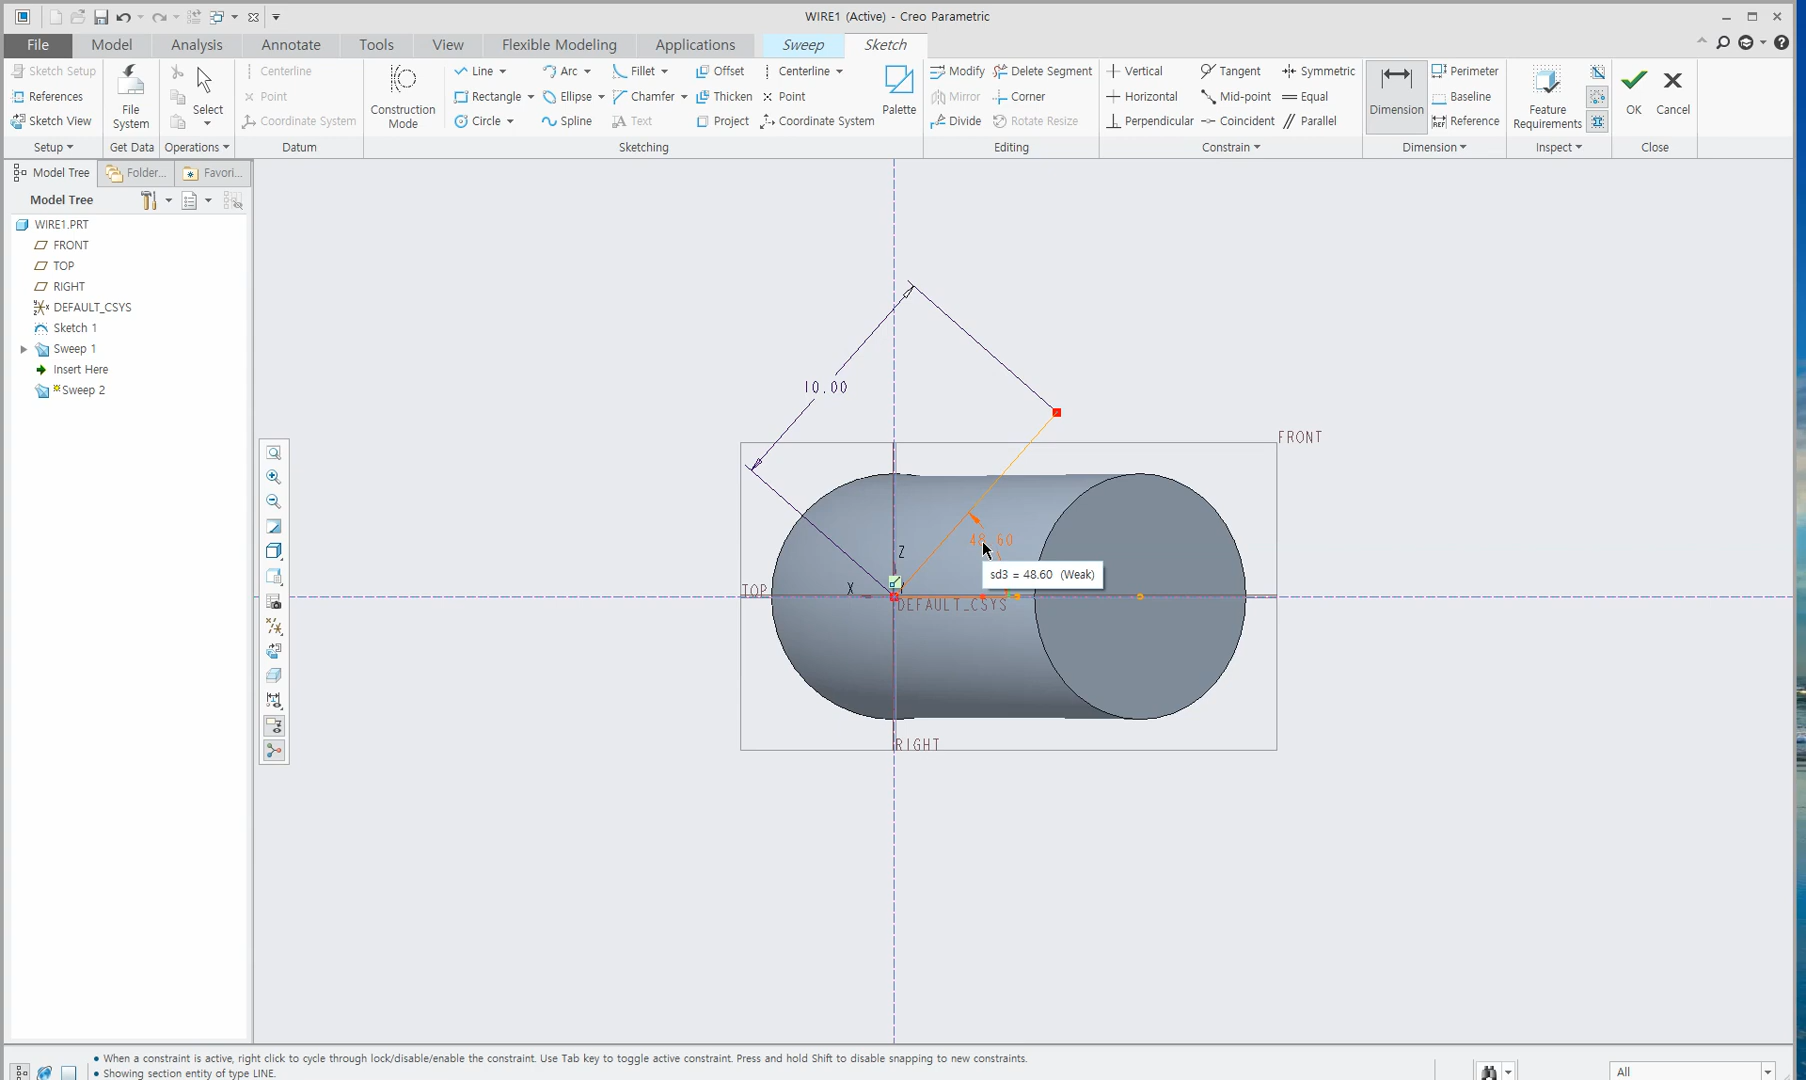 WIRE1 (Active) - Creo Parametric
File Model Analysis Annotate Tools View Flexible Modeling Applications Sweep Sketch
Sketch Setup
References
Sketch View
Setup
File
System
Get Data
Select
Operations
Centerline
Point
Coordinate System
Datum
Construction
Mode
Line Arc Fillet Offset Centerline
Rectangle Ellipse Chamfer Thicken Point
Circle Spline Text Project Coordinate System
Palette
Sketching
Modify Delete Segment
Mirror Corner
Divide Rotate Resize
Editing
Vertical Tangent Symmetric
Horizontal Mid-point Equal
Perpendicular Coincident Parallel
Constrain
Dimension
Perimeter
Baseline
Reference
Dimension
Feature
Requirements
Inspect
OK Cancel
Close
Model Tree Folder... Favori...
Model Tree
WIRE1.PRT
FRONT
TOP
RIGHT
DEFAULT_CSYS
Sketch 1
Sweep 1
Insert Here
Sweep 2
10.00
FRONT
48.60
Z
sd3 = 48.60 (Weak)
TOP X
DEFAULT_CSYS
RIGHT
When a constraint is active, right click to cycle through lock/disable/enable the constraint. Use Tab key to toggle active constraint. Press and hold Shift to disable snapping to new constraints.
Showing section entity of type LINE.
All